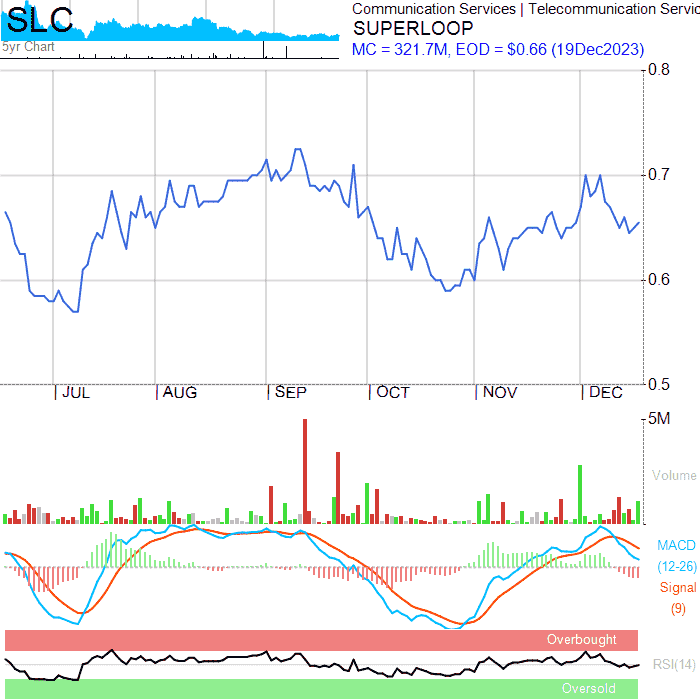 SLC
5yr Chart
Communication Services | Telecommunication Servic
SUPERLOOP
MC = 321.7M, EOD = $0.66 (19Dec2023)
0.8
0.7
0.6
0.5
JUL
AUG
SEP
OCT
NOV
DEC
5M
Volume
MACD
(12-26)
Signal
(9)
Overbought
RSI(14)
Oversold